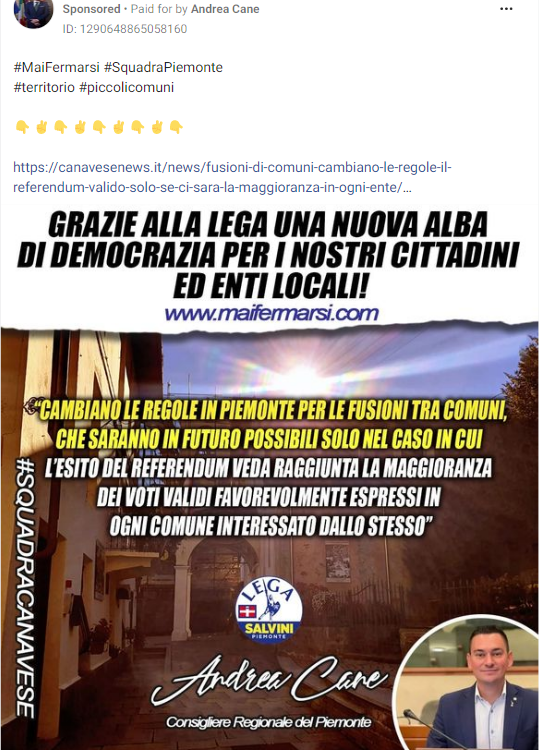 Sponsored • Paid for by Andrea Cane
ID: 1290648865058160
#MaiFermarsi #SquadraPiemonte
#territorio #piccolicomuni
👇✌👇✌👇✌👇✌👇
https://canavesenews.it/news/fusioni-di-comuni-cambiano-le-regole-il-
referendum-valido-solo-se-ci-sara-la-maggioranza-in-ogni-ente/...
GRAZIE ALLA LEGA UNA NUOVA ALBA
DI DEMOCRAZIA PER I NOSTRI CITTADINI
ED ENTI LOCALI!
www.maifermarsi.com
"CAMBIANO LE REGOLE IN PIEMONTE PER LE FUSIONI TRA COMUNI,
CHE SARANNO IN FUTURO POSSIBILI SOLO NEL CASO IN CUI
L'ESITO DEL REFERENDUM VEDA RAGGIUNTA LA MAGGIORANZA
DEI VOTI VALIDI FAVOREVOLMENTE ESPRESSI IN
OGNI COMUNE INTERESSATO DALLO STESSO"
#SQUADRACANAVESE
LEGA
SALVINI
PIEMONTE
Andrea Cane
Consigliere Regionale del Piemonte